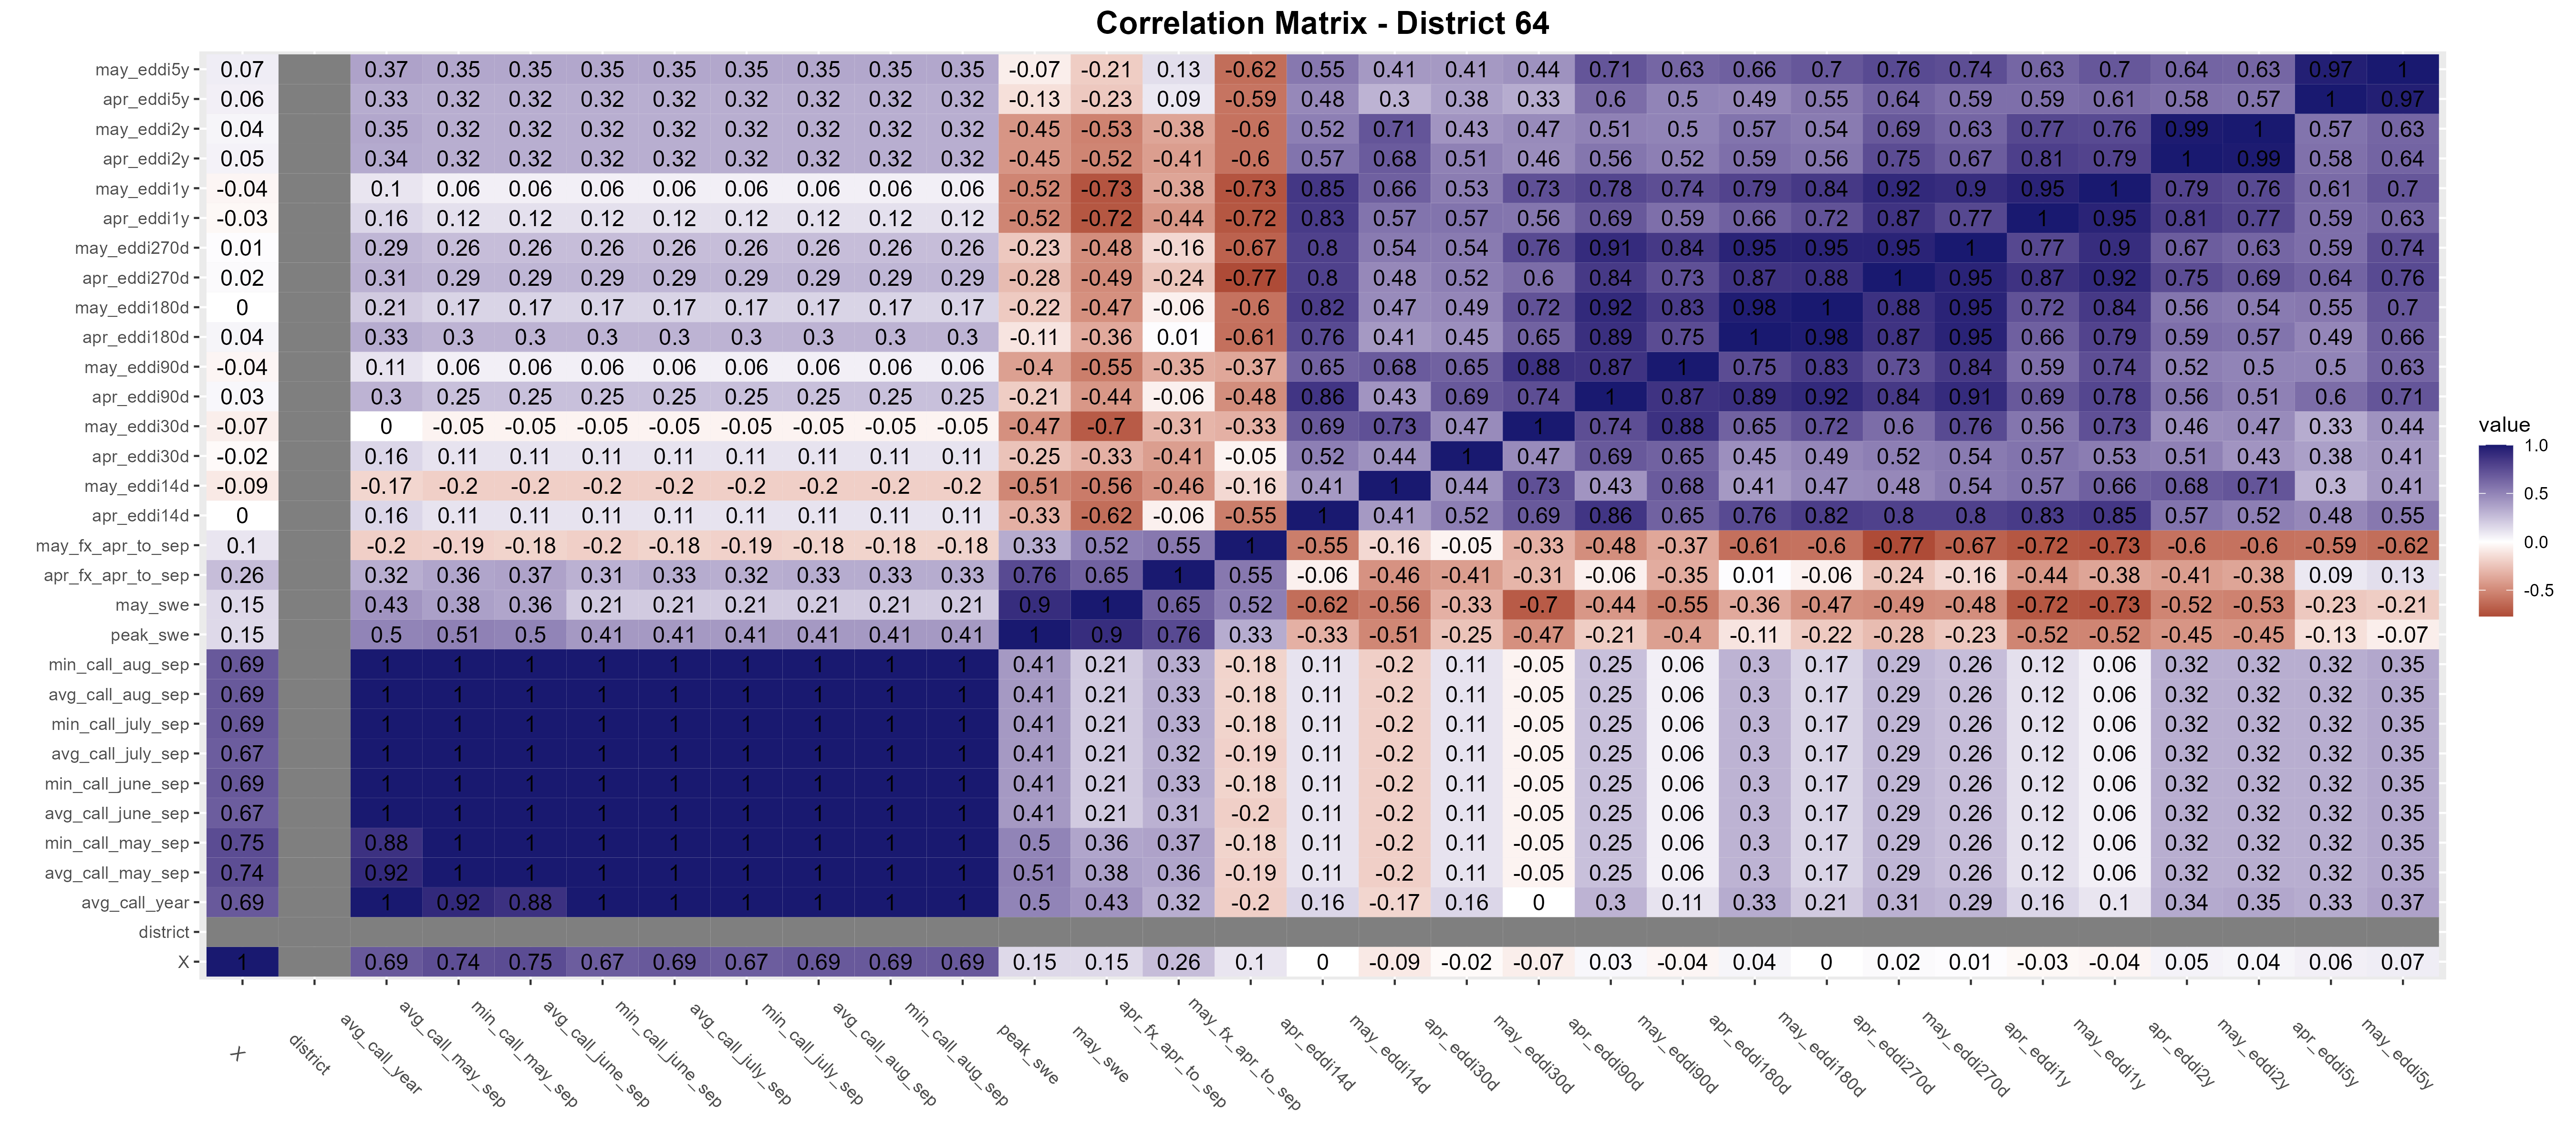 Correlation Matrix - District 64
may_eddi5y 0.07 0.37 0.35 0.35 0.35 0.35 0.35 0.35 0.35 0.35 -0.07 -0.21 0.13 -0.62 0.55 0.41 0.41 0.44 0.71 0.63 0.66 0.7 0.76 0.74 0.63 0.7 0.64 0.63 0.97 1
apr_eddi5y 0.06 0.33 0.32 0.32 0.32 0.32 0.32 0.32 0.32 0.32 -0.13 -0.23 0.09 -0.59 0.48 0.3 0.38 0.33 0.6 0.5 0.49 0.55 0.64 0.59 0.59 0.61 0.58 0.57 1 0.97
may_eddi2y 0.04 0.35 0.32 0.32 0.32 0.32 0.32 0.32 0.32 0.32 -0.45 -0.53 -0.38 -0.6 0.52 0.71 0.43 0.47 0.51 0.5 0.57 0.54 0.69 0.63 0.77 0.76 0.99 1 0.57 0.63
apr_eddi2y 0.05 0.34 0.32 0.32 0.32 0.32 0.32 0.32 0.32 0.32 -0.45 -0.52 -0.41 -0.6 0.57 0.68 0.51 0.46 0.56 0.52 0.59 0.56 0.75 0.67 0.81 0.79 1 0.99 0.58 0.64
may_eddi1y -0.04 0.1 0.06 0.06 0.06 0.06 0.06 0.06 0.06 0.06 -0.52 -0.73 -0.38 -0.73 0.85 0.66 0.53 0.73 0.78 0.74 0.79 0.84 0.92 0.9 0.95 1 0.79 0.76 0.61 0.7
apr_eddi1y -0.03 0.16 0.12 0.12 0.12 0.12 0.12 0.12 0.12 0.12 -0.52 -0.72 -0.44 -0.72 0.83 0.57 0.57 0.56 0.69 0.59 0.66 0.72 0.87 0.77 1 0.95 0.81 0.77 0.59 0.63
may_eddi270d 0.01 0.29 0.26 0.26 0.26 0.26 0.26 0.26 0.26 0.26 -0.23 -0.48 -0.16 -0.67 0.8 0.54 0.54 0.76 0.91 0.84 0.95 0.95 0.95 1 0.77 0.9 0.67 0.63 0.59 0.74
apr_eddi270d 0.02 0.31 0.29 0.29 0.29 0.29 0.29 0.29 0.29 0.29 -0.28 -0.49 -0.24 -0.77 0.8 0.48 0.52 0.6 0.84 0.73 0.87 0.88 1 0.95 0.87 0.92 0.75 0.69 0.64 0.76
may_eddi180d 0 0.21 0.17 0.17 0.17 0.17 0.17 0.17 0.17 0.17 -0.22 -0.47 -0.06 -0.6 0.82 0.47 0.49 0.72 0.92 0.83 0.98 1 0.88 0.95 0.72 0.84 0.56 0.54 0.55 0.7
apr_eddi180d 0.04 0.33 0.3 0.3 0.3 0.3 0.3 0.3 0.3 0.3 -0.11 -0.36 0.01 -0.61 0.76 0.41 0.45 0.65 0.89 0.75 1 0.98 0.87 0.95 0.66 0.79 0.59 0.57 0.49 0.66
may_eddi90d -0.04 0.11 0.06 0.06 0.06 0.06 0.06 0.06 0.06 0.06 -0.4 -0.55 -0.35 -0.37 0.65 0.68 0.65 0.88 0.87 1 0.75 0.83 0.73 0.84 0.59 0.74 0.52 0.5 0.5 0.63
apr_eddi90d 0.03 0.3 0.25 0.25 0.25 0.25 0.25 0.25 0.25 0.25 -0.21 -0.44 -0.06 -0.48 0.86 0.43 0.69 0.74 1 0.87 0.89 0.92 0.84 0.91 0.69 0.78 0.56 0.51 0.6 0.71
may_eddi30d -0.07 0 -0.05 -0.05 -0.05 -0.05 -0.05 -0.05 -0.05 -0.05 -0.47 -0.7 -0.31 -0.33 0.69 0.73 0.47 1 0.74 0.88 0.65 0.72 0.6 0.76 0.56 0.73 0.46 0.47 0.33 0.44
apr_eddi30d -0.02 0.16 0.11 0.11 0.11 0.11 0.11 0.11 0.11 0.11 -0.25 -0.33 -0.41 -0.05 0.52 0.44 1 0.47 0.69 0.65 0.45 0.49 0.52 0.54 0.57 0.53 0.51 0.43 0.38 0.41
may_eddi14d -0.09 -0.17 -0.2 -0.2 -0.2 -0.2 -0.2 -0.2 -0.2 -0.2 -0.51 -0.56 -0.46 -0.16 0.41 1 0.44 0.73 0.43 0.68 0.41 0.47 0.48 0.54 0.57 0.66 0.68 0.71 0.3 0.41
apr_eddi14d 0 0.16 0.11 0.11 0.11 0.11 0.11 0.11 0.11 0.11 -0.33 -0.62 -0.06 -0.55 1 0.41 0.52 0.69 0.86 0.65 0.76 0.82 0.8 0.8 0.83 0.85 0.57 0.52 0.48 0.55
may_fx_apr_to_sep 0.1 -0.2 -0.19 -0.18 -0.2 -0.18 -0.19 -0.18 -0.18 -0.18 0.33 0.52 0.55 1 -0.55 -0.16 -0.05 -0.33 -0.48 -0.37 -0.61 -0.6 -0.77 -0.67 -0.72 -0.73 -0.6 -0.6 -0.59 -0.62
apr_fx_apr_to_sep 0.26 0.32 0.36 0.37 0.31 0.33 0.32 0.33 0.33 0.33 0.76 0.65 1 0.55 -0.06 -0.46 -0.41 -0.31 -0.06 -0.35 0.01 -0.06 -0.24 -0.16 -0.44 -0.38 -0.41 -0.38 0.09 0.13
may_swe 0.15 0.43 0.38 0.36 0.21 0.21 0.21 0.21 0.21 0.21 0.9 1 0.65 0.52 -0.62 -0.56 -0.33 -0.7 -0.44 -0.55 -0.36 -0.47 -0.49 -0.48 -0.72 -0.73 -0.52 -0.53 -0.23 -0.21
peak_swe 0.15 0.5 0.51 0.5 0.41 0.41 0.41 0.41 0.41 0.41 1 0.9 0.76 0.33 -0.33 -0.51 -0.25 -0.47 -0.21 -0.4 -0.11 -0.22 -0.28 -0.23 -0.52 -0.52 -0.45 -0.45 -0.13 -0.07
min_call_aug_sep 0.69 1 1 1 1 1 1 1 1 1 0.41 0.21 0.33 -0.18 0.11 -0.2 0.11 -0.05 0.25 0.06 0.3 0.17 0.29 0.26 0.12 0.06 0.32 0.32 0.32 0.35
avg_call_aug_sep 0.69 1 1 1 1 1 1 1 1 1 0.41 0.21 0.33 -0.18 0.11 -0.2 0.11 -0.05 0.25 0.06 0.3 0.17 0.29 0.26 0.12 0.06 0.32 0.32 0.32 0.35
min_call_july_sep 0.69 1 1 1 1 1 1 1 1 1 0.41 0.21 0.33 -0.18 0.11 -0.2 0.11 -0.05 0.25 0.06 0.3 0.17 0.29 0.26 0.12 0.06 0.32 0.32 0.32 0.35
avg_call_july_sep 0.67 1 1 1 1 1 1 1 1 1 0.41 0.21 0.32 -0.19 0.11 -0.2 0.11 -0.05 0.25 0.06 0.3 0.17 0.29 0.26 0.12 0.06 0.32 0.32 0.32 0.35
min_call_june_sep 0.69 1 1 1 1 1 1 1 1 1 0.41 0.21 0.33 -0.18 0.11 -0.2 0.11 -0.05 0.25 0.06 0.3 0.17 0.29 0.26 0.12 0.06 0.32 0.32 0.32 0.35
avg_call_june_sep 0.67 1 1 1 1 1 1 1 1 1 0.41 0.21 0.31 -0.2 0.11 -0.2 0.11 -0.05 0.25 0.06 0.3 0.17 0.29 0.26 0.12 0.06 0.32 0.32 0.32 0.35
min_call_may_sep 0.75 0.88 1 1 1 1 1 1 1 1 0.5 0.36 0.37 -0.18 0.11 -0.2 0.11 -0.05 0.25 0.06 0.3 0.17 0.29 0.26 0.12 0.06 0.32 0.32 0.32 0.35
avg_call_may_sep 0.74 0.92 1 1 1 1 1 1 1 1 0.51 0.38 0.36 -0.19 0.11 -0.2 0.11 -0.05 0.25 0.06 0.3 0.17 0.29 0.26 0.12 0.06 0.32 0.32 0.32 0.35
avg_call_year 0.69 1 0.92 0.88 1 1 1 1 1 1 0.5 0.43 0.32 -0.2 0.16 -0.17 0.16 0 0.3 0.11 0.33 0.21 0.31 0.29 0.16 0.1 0.34 0.35 0.33 0.37
district
X 1 0.69 0.74 0.75 0.67 0.69 0.67 0.69 0.69 0.69 0.15 0.15 0.26 0.1 0 -0.09 -0.02 -0.07 0.03 -0.04 0.04 0 0.02 0.01 -0.03 -0.04 0.05 0.04 0.06 0.07
X
district
avg_call_year
avg_call_may_sep
min_call_may_sep
avg_call_june_sep
min_call_june_sep
avg_call_july_sep
min_call_july_sep
avg_call_aug_sep
min_call_aug_sep
peak_swe
may_swe
apr_fx_apr_to_sep
may_fx_apr_to_sep
apr_eddi14d
may_eddi14d
apr_eddi30d
may_eddi30d
apr_eddi90d
may_eddi90d
apr_eddi180d
may_eddi180d
apr_eddi270d
may_eddi270d
apr_eddi1y
may_eddi1y
apr_eddi2y
may_eddi2y
apr_eddi5y
may_eddi5y
value
1.0
0.5
0.0
-0.5